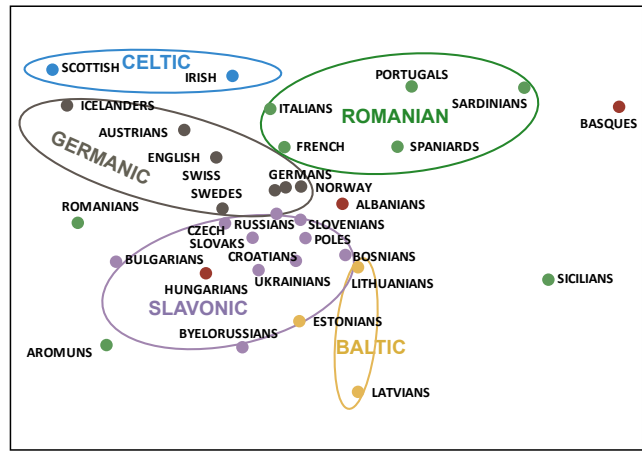 CELTIC
SCOTTISH
IRISH
PORTUGALS
SARDINIANS
ICELANDERS
ITALIANS
ROMANIAN
BASQUES
AUSTRIANS
GERMANIC
ENGLISH
FRENCH
SPANIARDS
SWISS
GERMANS
SWEDES
NORWAY
ROMANIANS
ALBANIANS
CZECH
RUSSIANS
SLOVENIANS
SLOVAKS
POLES
BULGARIANS
CROATIANS
BOSNIANS
HUNGARIANS
UKRAINIANS
LITHUANIANS
SICILIANS
SLAVONIC
ESTONIANS
BYELORUSSIANS
BALTIC
AROMUNS
LATVIANS